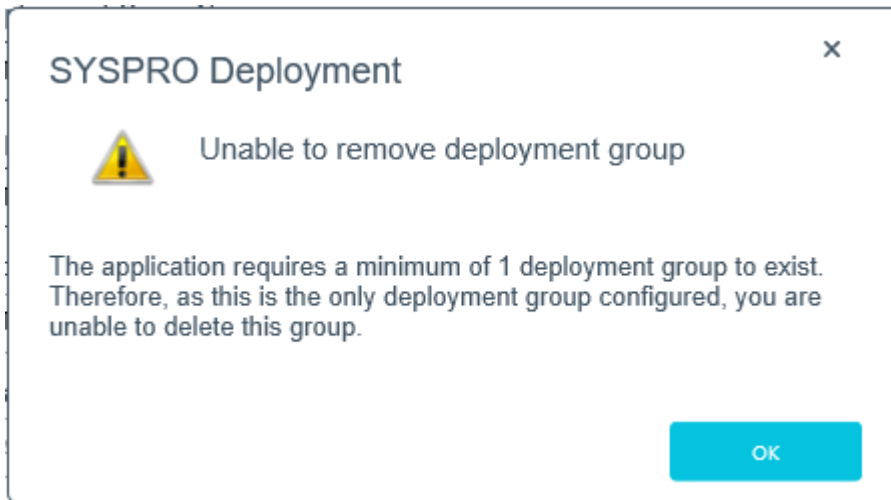 SYSPRO Deployment
Unable to remove deployment group
The application requires a minimum of 1 deployment group to exist.
Therefore, as this is the only deployment group configured, you are
unable to delete this group.
OK